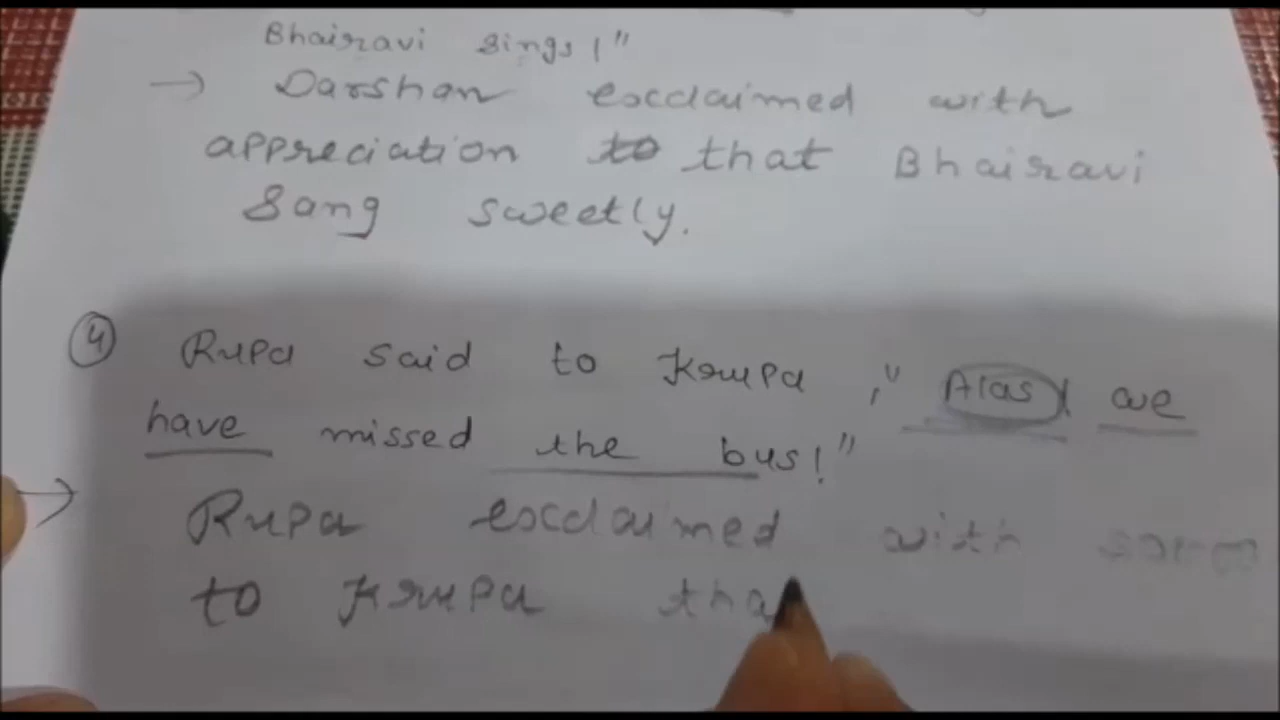 Bhairavi sings!"
→ Darshan exclaimed with
appreciation to that Bhairavi
Sang sweetly.
4 Rupa said to Krupa ," Alas! we
have missed the bus!"
→ Rupa exclaimed with
to Krupa tha